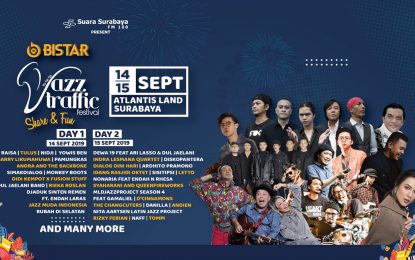 Suara Surabaya
FM 100
PRESENT
BISTAR
Jazz
traffic
festival
Share & Fun
14
15
SEPT
ATLANTIS LAND
SURABAYA
DAY 1
14 SEPT 2019
RAISA | TULUS | NIDJI | YOWIS BEN
BARRY LIKUMAHUWA | PAMUNGKAS
ANDRE AND THE BACKBONE
SIMAKDIALOG | MONKEY BOOTS
DIDI KEMPOT X FUSION STUFF
DUL JAELANI BAND | RIEKA ROSLAN
DJADUK SINTEN REMEN
FT. ENDAH LARAS
JAZZ MUDA INDONESIA
RUBAH DI SELATAN
DAY 2
15 SEPT 2019
DEWA 19 FEAT ARI LASSO & DUL JAELANI
INDRA LESMANA QUARTET | DISKOPANTERA
DIALOG DINI HARI | ARDHITO PRAMONO
IDANG RASJIDI OKTET | SISITIPSI | LETTO
NONARIA FEAT ENDAH N RHESA
SYAHARANI AND QUEENFIREWORKS
MLDJAZZPROJECT SEASON 4
FEAT GAMALIEL | D'CINNAMONS
THE CHANGCUTERS | DANILLA | ANDIEN
NITA AARTSEN LATIN JAZZ PROJECT
RIZKY FEBIAN | NAFF | TOMPI
AND MANY MORE